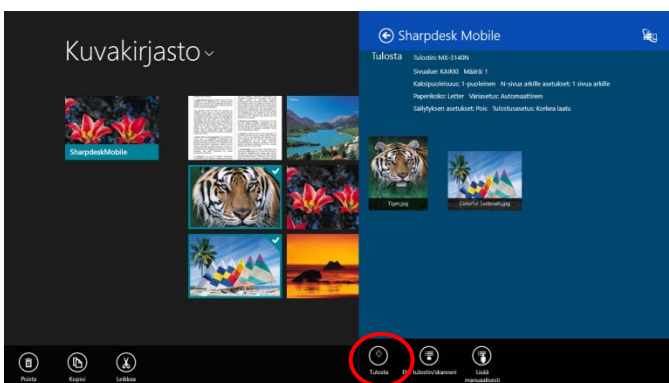 Kuvakirjasto
SharpdeskMobile
Poista
Kopioi
Leikkaa
Sharpdesk Mobile
Tulosta
Tulostin: MX-3140N
Sivualue: KAIKKI Määrä: 1
Kaksipuoleisuus: 1-puoleinen N-sivua arkille asetukset: 1 sivua arkille
Paperikoko: Letter Väriasetus: Automaattinen
Säilytyksen asetukset: Pois Tulostusasetus: Korkea laatu
Tiger.jpg
Colorful Sailboats.jpg
Tulosta
tulostin/skanneri
Lisää
manuaalisesti